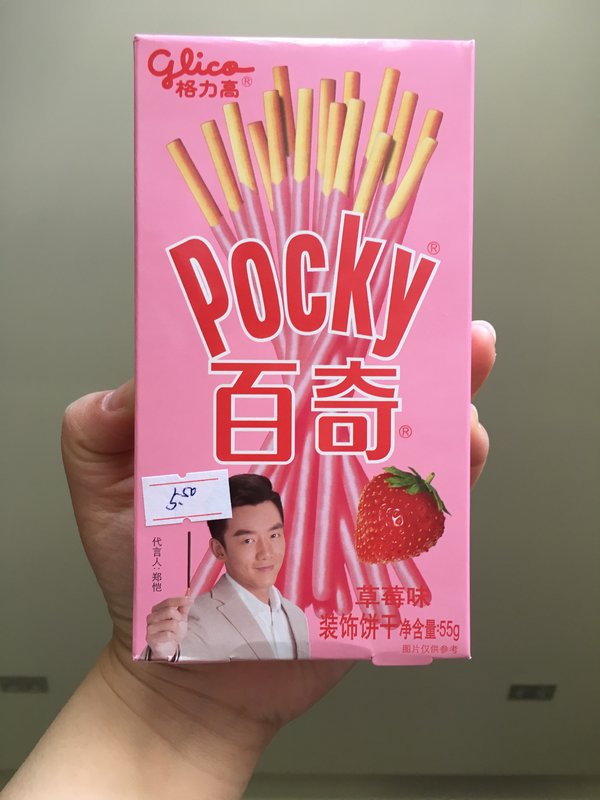 glico®
格力高
Pocky®
百奇®
5.50
代言人:郑恺
草莓味
装饰饼干 净含量:55g
图片仅供参考